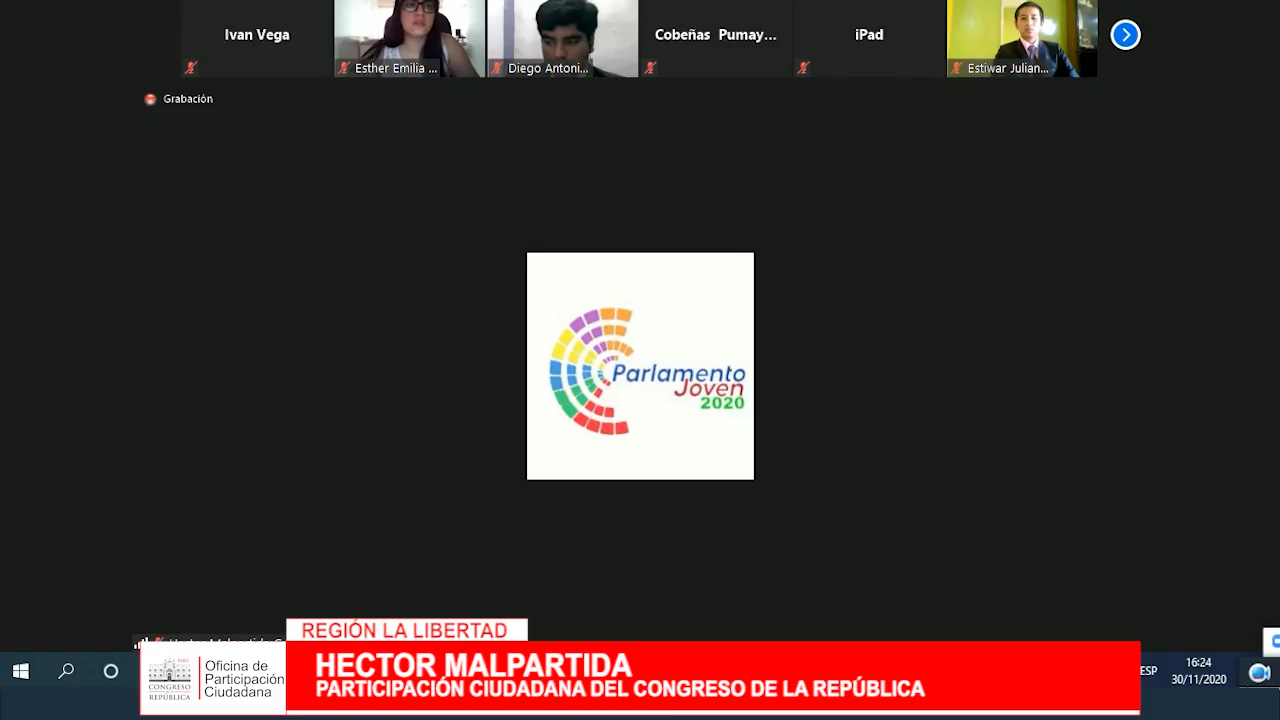 Ivan Vega
Esther Emilia ...
Diego Antoni...
Cobeñas Pumay...
iPad
Estiwar Julian...
Grabación
Parlamento
Joven
2020
REGIÓN LA LIBERTAD
HECTOR MALPARTIDA
PARTICIPACIÓN CIUDADANA DEL CONGRESO DE LA REPÚBLICA
CONGRESO
REPÚBLICA
Oficina de
Participación
Ciudadana
ESP
16:24
30/11/2020